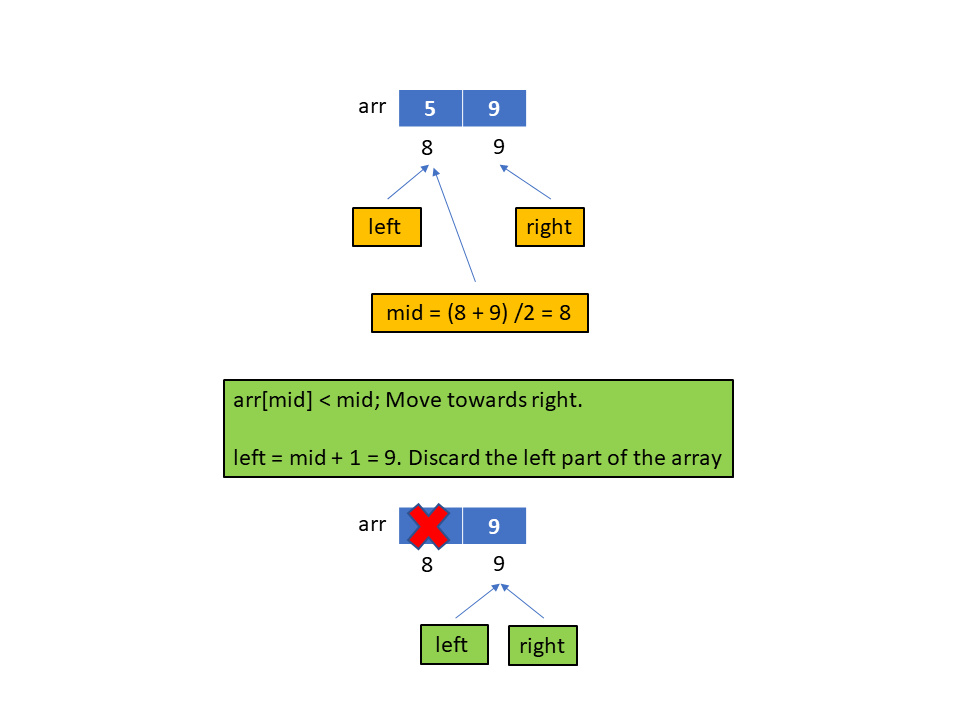 arr 5 9
8 9
left right
mid = (8 + 9) /2 = 8
arr[mid] < mid; Move towards right.
left = mid + 1 = 9. Discard the left part of the array
arr 9
8 9
left right